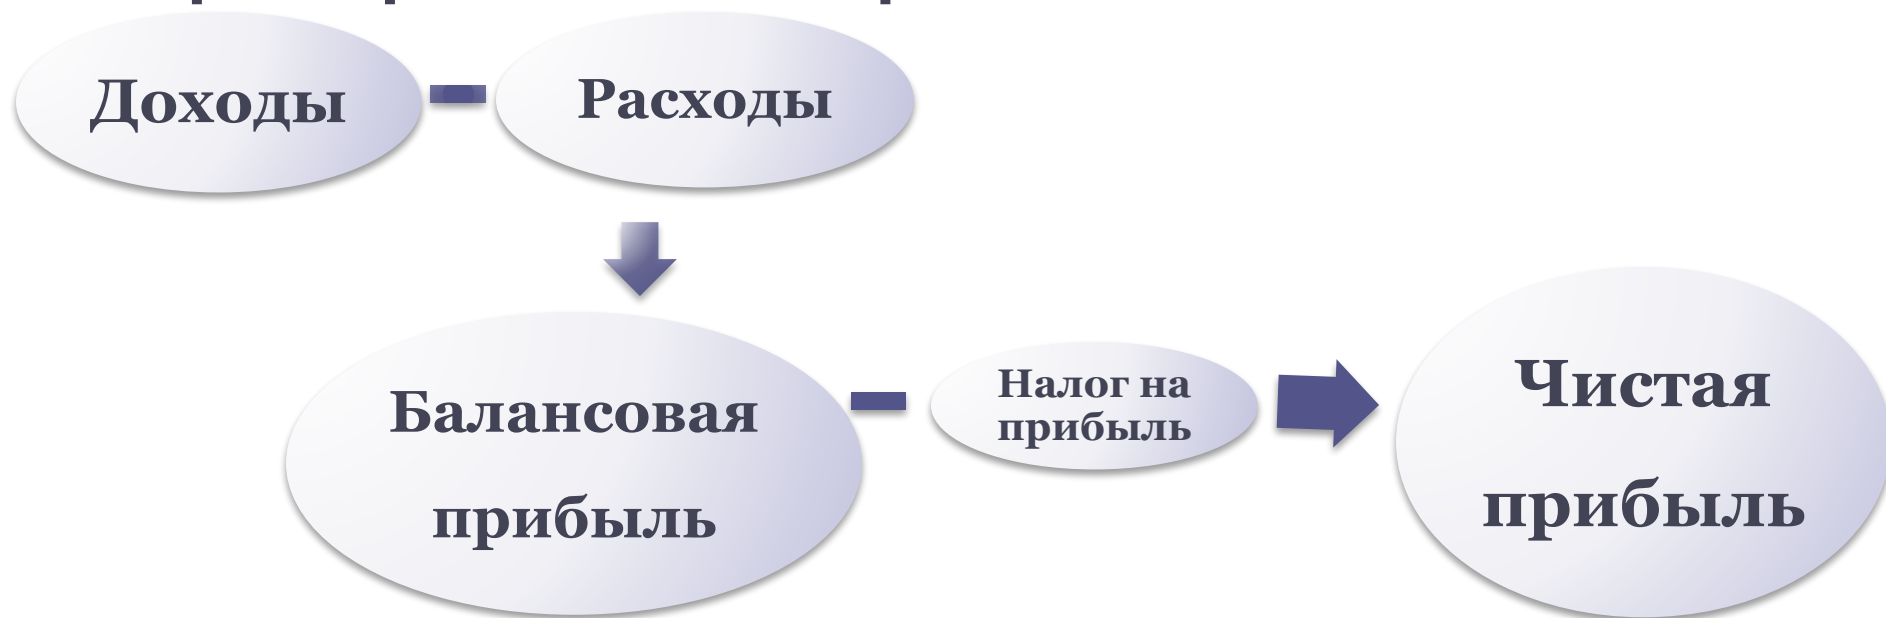 Доходы
Расходы
Балансовая
прибыль
Налог на
прибыль
Чистая
прибыль